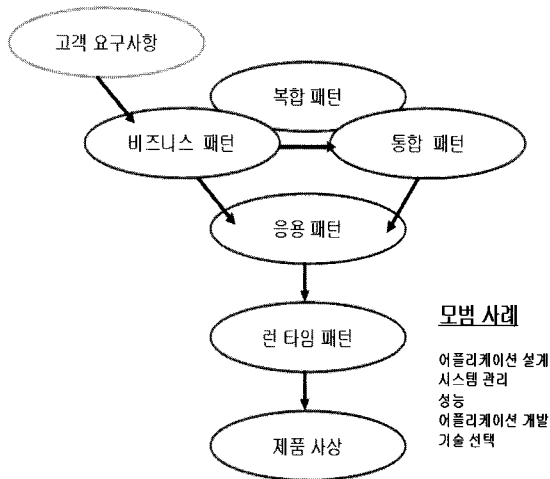 고객 요구사항
복합 패턴
비즈니스 패턴
통합 패턴
응용 패턴
런 타임 패턴
제품 사상
모범 사례
어플리케이션 설계
시스템 관리
성능
어플리케이션 개발
기술 선택